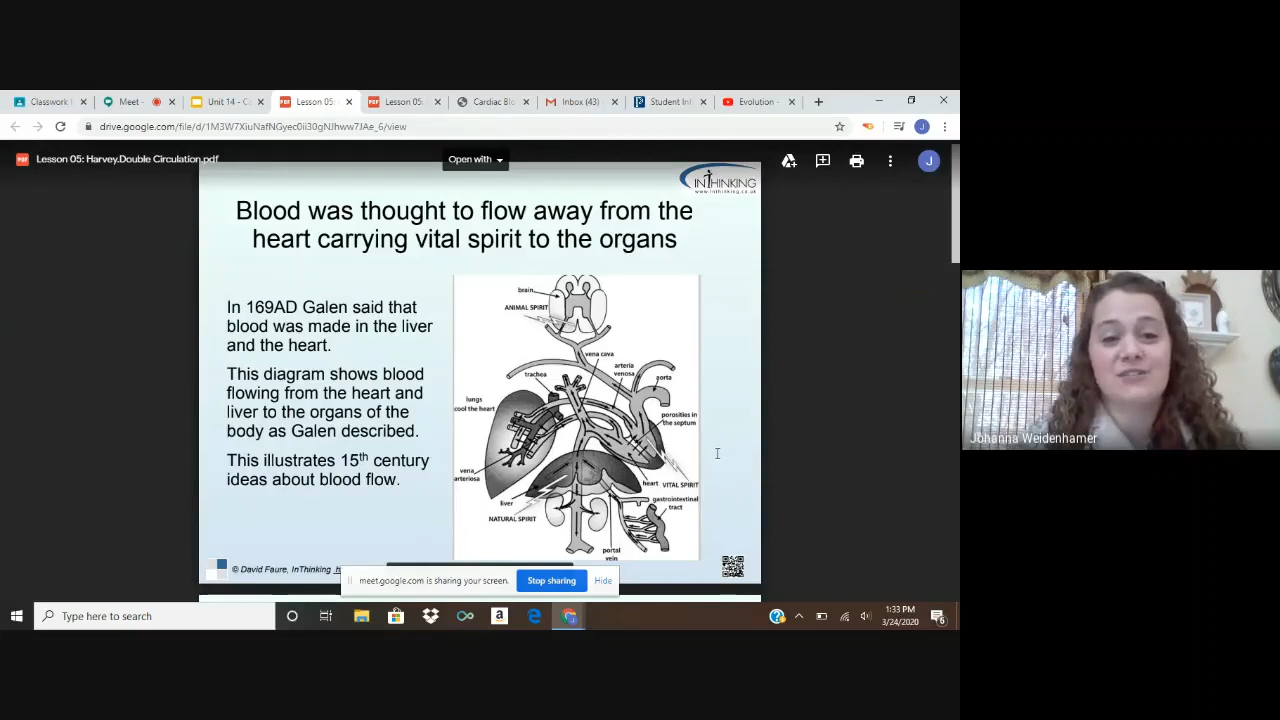 Classwork
Meet -
Unit 14 - C
Lesson 05:
Lesson 05:
Cardiac Blo
Inbox (43)
Student In
Evolution -
drive.google.com/file/d/1M3W7XiuNafNGyec0ii30gNJhww7JAe_6/view
PDF
Lesson 05: Harvey.Double Circulation.pdf
Open with
J
INTHINKING
www.inthinking.co.uk
Blood was thought to flow away from the
heart carrying vital spirit to the organs
In 169AD Galen said that
blood was made in the liver
and the heart.
This diagram shows blood
flowing from the heart and
liver to the organs of the
body as Galen described.
This illustrates 15th century
ideas about blood flow.
brain
ANIMAL SPIRIT
vena cava
arteria
venosa
trachea
aorta
lungs
cool the heart
porosities in
the septum
vena
arteriosa
heart
VITAL SPIRIT
liver
gastrointestinal
tract
NATURAL SPIRIT
portal
vein
© David Faure, InThinking
meet.google.com is sharing your screen.
Stop sharing
Hide
Johanna Weidenhamer
Type here to search
1:33 PM
3/24/2020
6